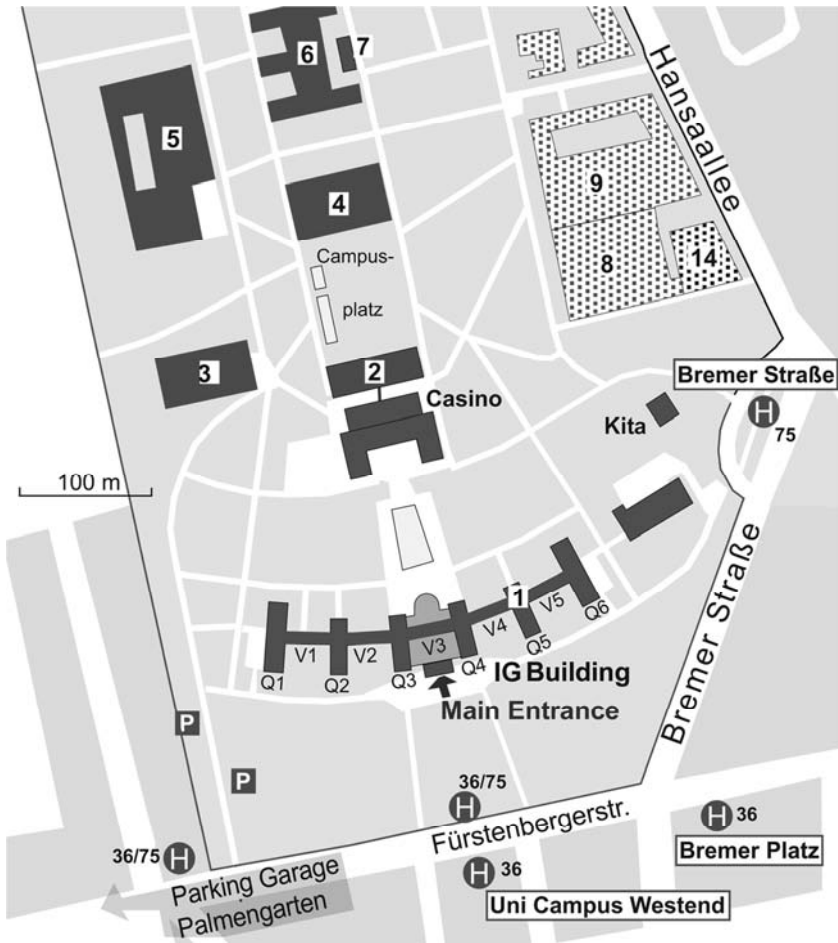 6
7
Hansaallee
5
9
4
Campus-
8
14
platz
3
2
Bremer Straße
Casino
H
75
Kita
100 m
1
V5
Q6
V4
Q5
V1
V2
V3
Q1
Q2
Q3
Q4
IG Building
Main Entrance
Bremer Straße
P
P
36/75
H
H 36
Fürstenbergerstr.
Bremer Platz
36/75 H
H 36
Parking Garage
Palmengarten
Uni Campus Westend